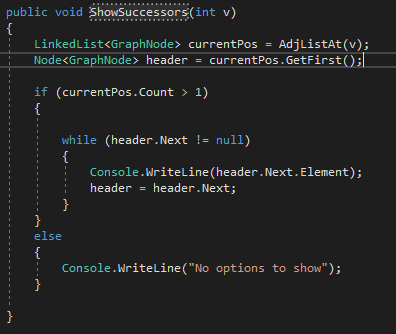 public void ShowSuccessors(int v)
{
LinkedList<GraphNode> currentPos = AdjListAt(v);
Node<GraphNode> header = currentPos.GetFirst();
if (currentPos.Count > 1)
{
while (header.Next != null)
{
Console.WriteLine(header.Next.Element);
header = header.Next;
}
}
else
{
Console.WriteLine("No options to show");
}
}